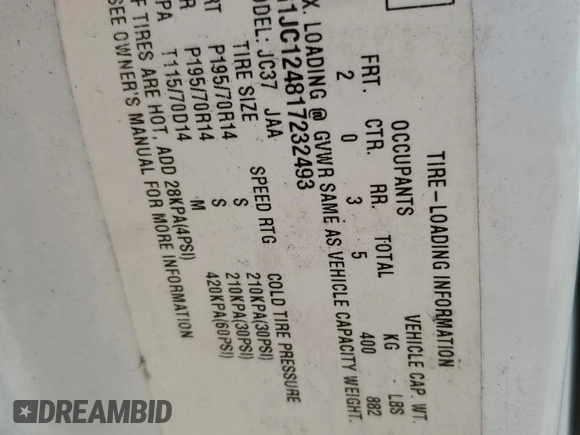 TIRE-LOADING INFORMATION
OCCUPANTS VEHICLE CAP. WT.
FRT. CTR. RR. TOTAL KG · LBS
2 0 3 5 400 882
X. LOADING @ GVWR SAME AS VEHICLE CAPACITY WEIGHT.
1JC124817232493
ODEL: JC37 JAA
TIRE SIZE SPEED RTG COLD TIRE PRESSURE
RT P195/70R14 S 210KPA(30PSI)
R P195/70R14 S 210KPA(30PSI)
PA T115/70D14 M 420KPA(60PSI)
F TIRES ARE HOT, ADD 28KPA(4PSI)
SEE OWNER'S MANUAL FOR MORE INFORMATION
DREAMBID